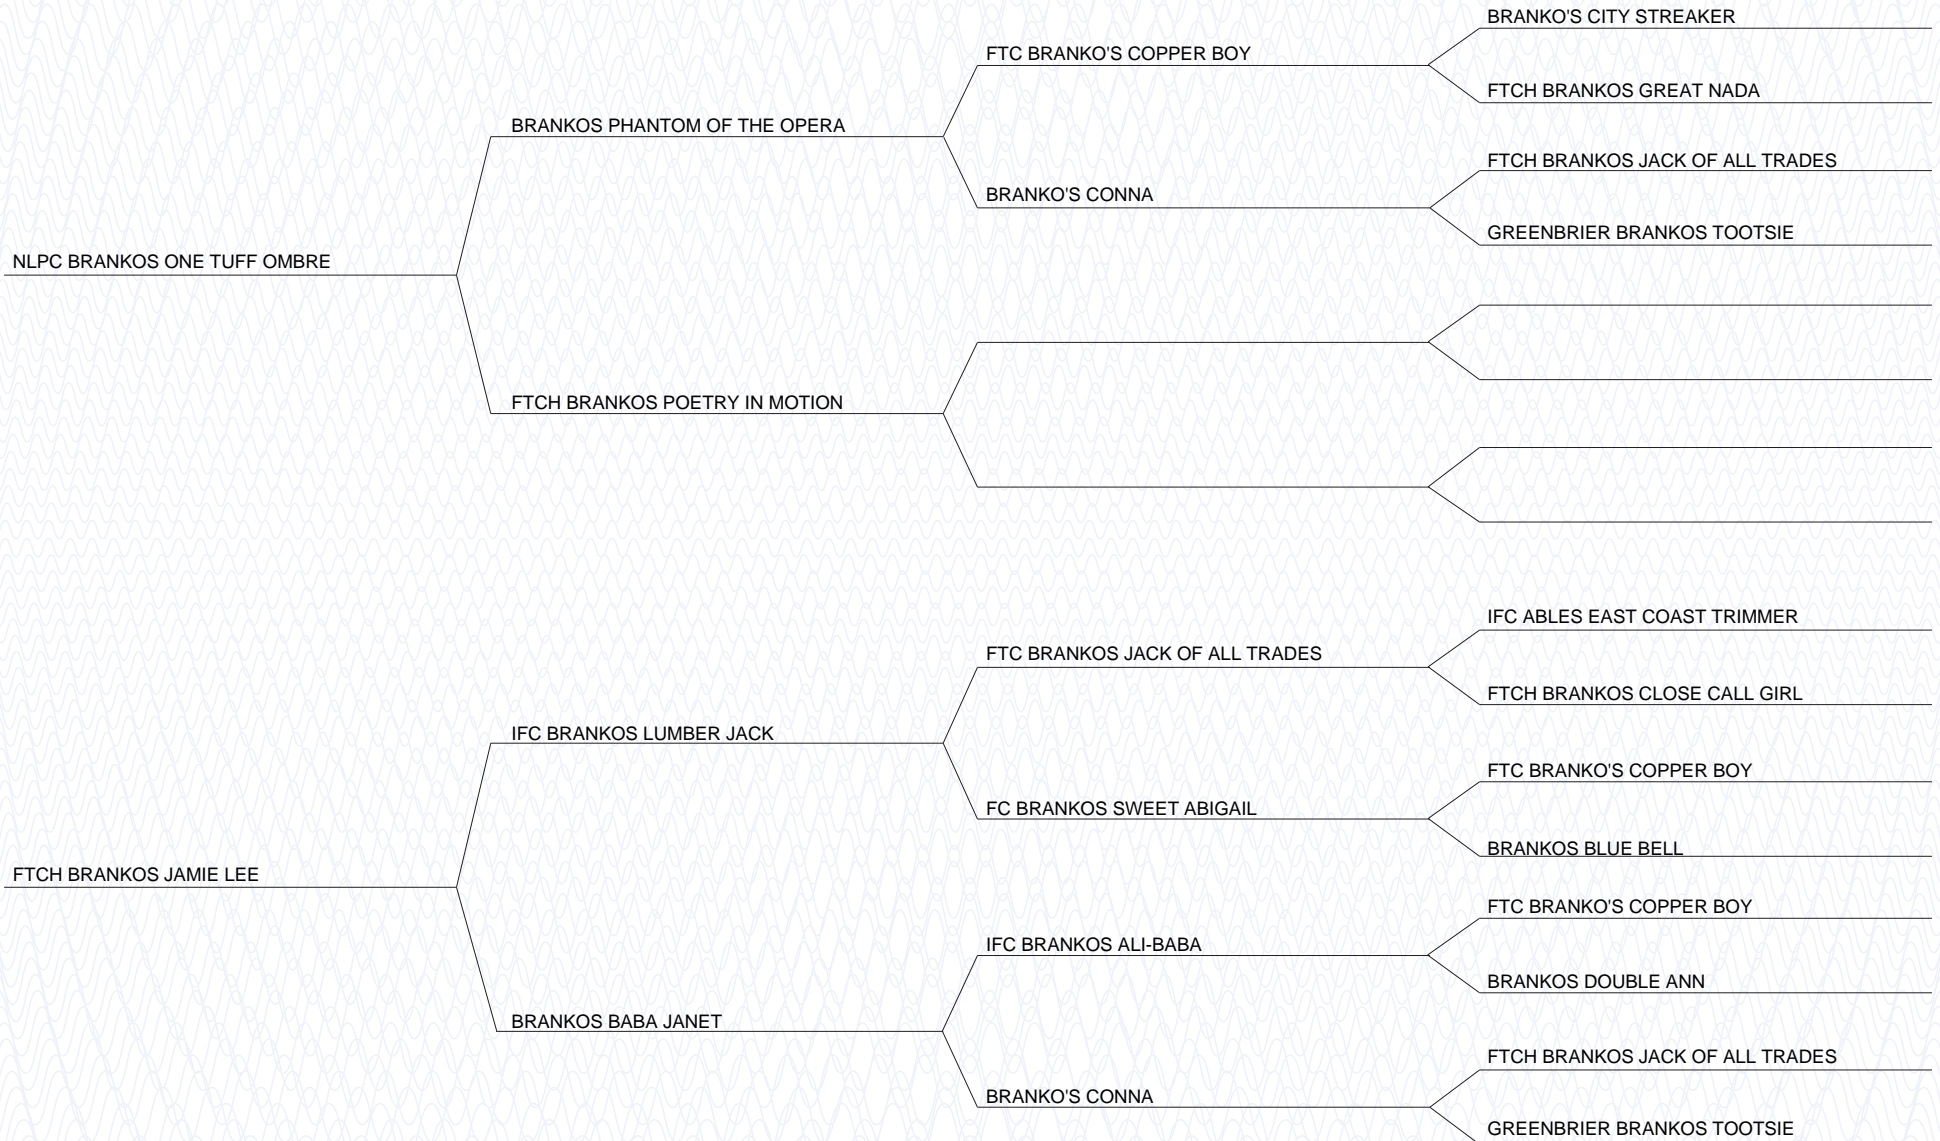 BRANKO'S CITY STREAKER
FTC BRANKO'S COPPER BOY
FTCH BRANKOS GREAT NADA
BRANKOS PHANTOM OF THE OPERA
FTCH BRANKOS JACK OF ALL TRADES
BRANKO'S CONNA
GREENBRIER BRANKOS TOOTSIE
NLPC BRANKOS ONE TUFF OMBRE
FTCH BRANKOS POETRY IN MOTION
IFC ABLES EAST COAST TRIMMER
FTC BRANKOS JACK OF ALL TRADES
FTCH BRANKOS CLOSE CALL GIRL
IFC BRANKOS LUMBER JACK
FTC BRANKO'S COPPER BOY
FC BRANKOS SWEET ABIGAIL
BRANKOS BLUE BELL
FTCH BRANKOS JAMIE LEE
FTC BRANKO'S COPPER BOY
IFC BRANKOS ALI-BABA
BRANKOS DOUBLE ANN
BRANKOS BABA JANET
FTCH BRANKOS JACK OF ALL TRADES
BRANKO'S CONNA
GREENBRIER BRANKOS TOOTSIE